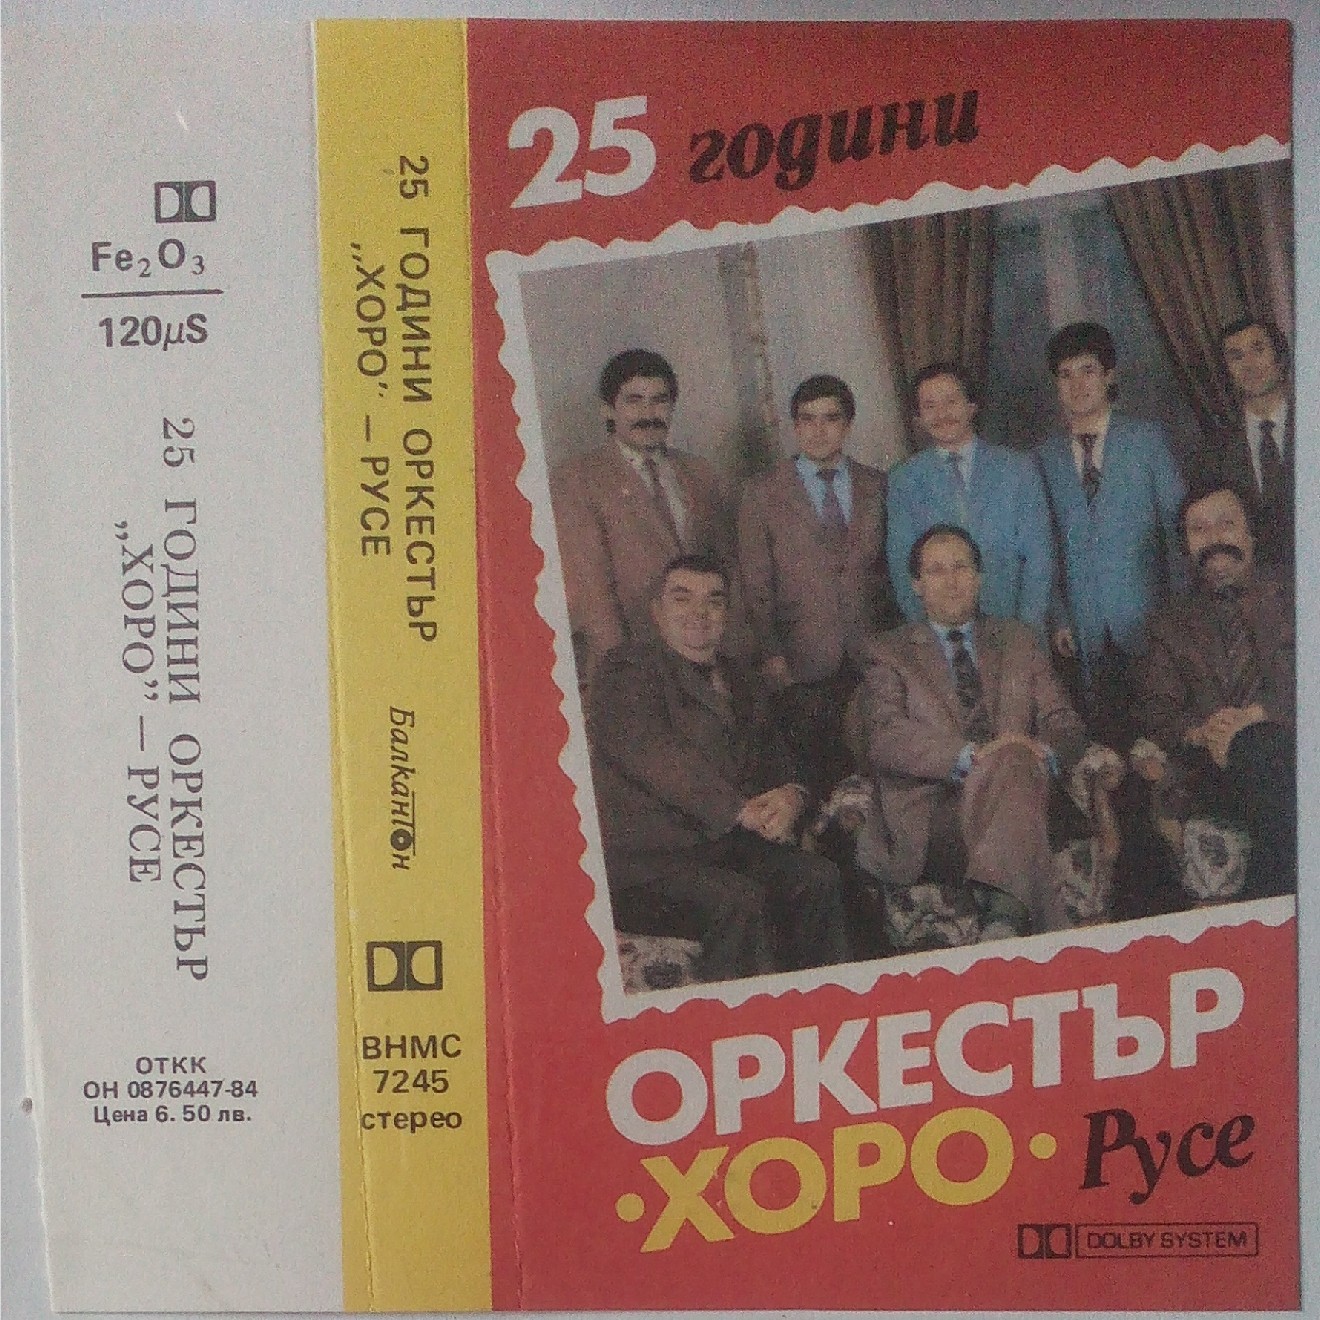 Fe₂O₃
120μS
25 ГОДИНИ ОРКЕСТЪР
„ХОРО” – РУСЕ
ОТКК
ОН 0876447-84
Цена 6. 50 лв.
25 ГОДИНИ ОРКЕСТЪР
„ХОРО” – РУСЕ
Балкантон
ВНМС
7245
стерео
25 години
ОРКЕСТЪР
•ХОРО• Русе
DOLBY SYSTEM